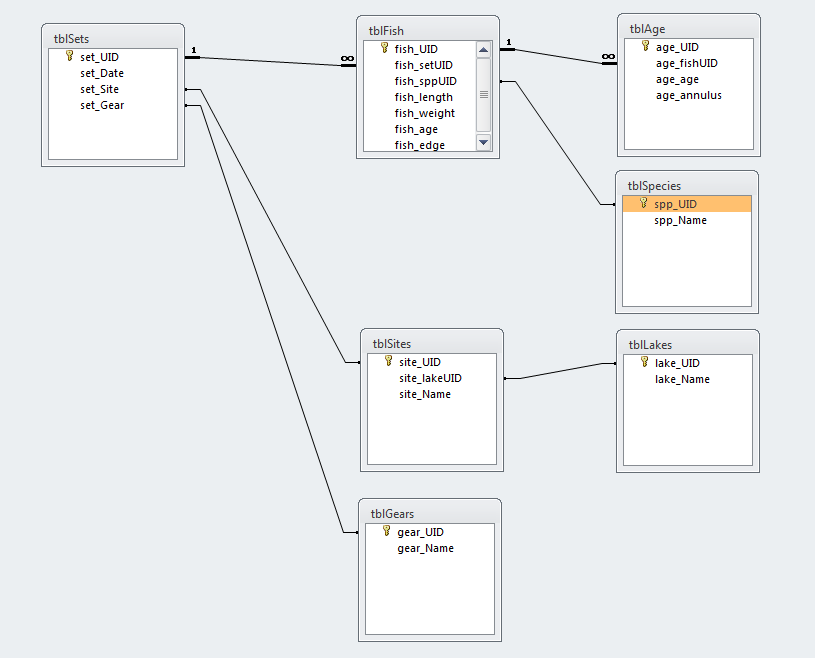 tblSets
set_UID
set_Date
set_Site
set_Gear
1
∞
tblFish
fish_UID
fish_setUID
fish_sppUID
fish_length
fish_weight
fish_age
fish_edge
1
∞
tblAge
age_UID
age_fishUID
age_age
age_annulus
tblSpecies
spp_UID
spp_Name
tblSites
site_UID
site_lakeUID
site_Name
tblLakes
lake_UID
lake_Name
tblGears
gear_UID
gear_Name